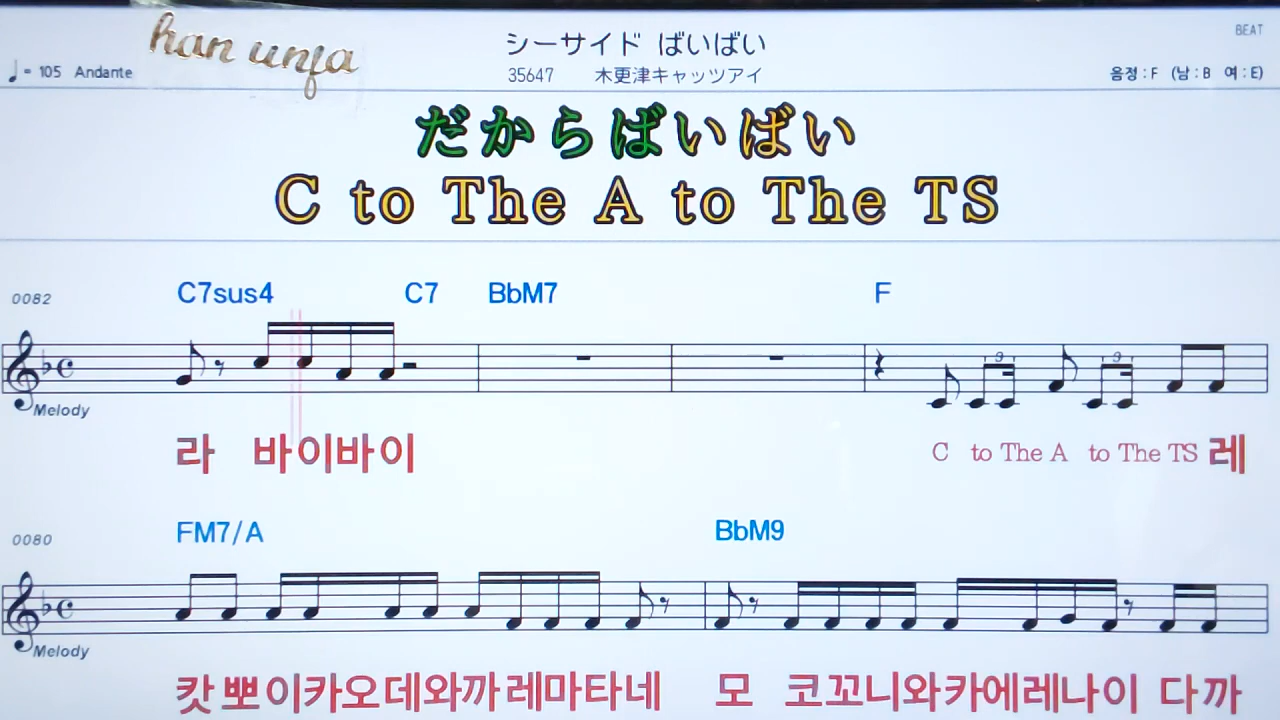 han unja
シーサイド ばいばい
BEAT
♩= 105 Andante
35647 木更津キャッツアイ
음정 : F (남 : B 여 : E)
だからばいばい
C to The A to The TS
0082 C7sus4 C7 BbM7 F
3 3
Melody
라 바이바이 C to The A to The TS 레
0080 FM7/A BbM9
Melody
캇뽀이카오데와까레마타네 모 코꼬니와카에레나이 다까